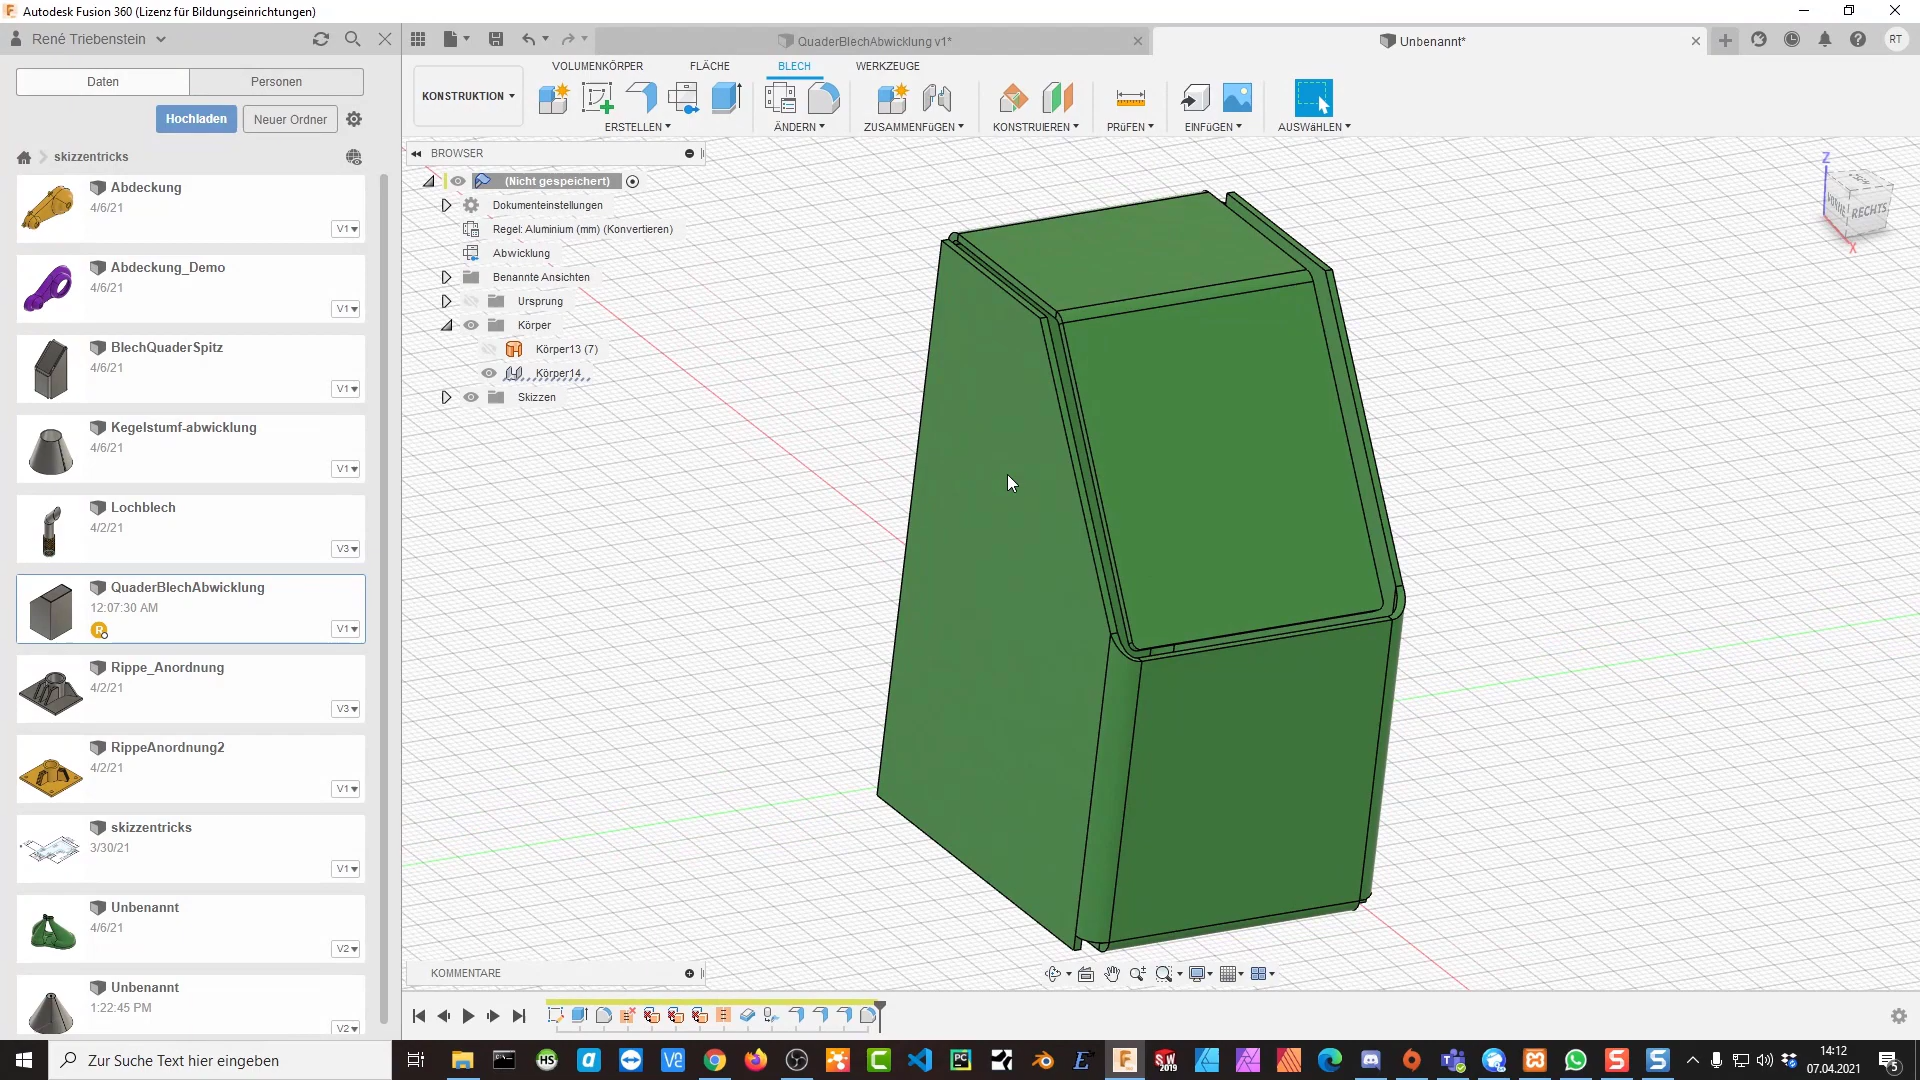 Autodesk Fusion 360 (Lizenz für Bildungseinrichtungen)
René Triebenstein
QuaderBlechAbwicklung v1*
Unbenannt*
RT
Daten
Personen
Hochladen
Neuer Ordner
skizzentricks
Abdeckung
4/6/21
V1
Abdeckung_Demo
4/6/21
V1
BlechQuaderSpitz
4/6/21
V1
Kegelstumf-abwicklung
4/6/21
V1
Lochblech
4/2/21
V3
QuaderBlechAbwicklung
12:07:30 AM
V1
Rippe_Anordnung
4/2/21
V3
RippeAnordnung2
4/2/21
V1
skizzentricks
3/30/21
V1
Unbenannt
4/6/21
V2
Unbenannt
1:22:45 PM
V2
KONSTRUKTION
VOLUMENKÖRPER
FLÄCHE
BLECH
WERKZEUGE
ERSTELLEN
ÄNDERN
ZUSAMMENFüGEN
KONSTRUIEREN
PRüFEN
EINFüGEN
AUSWäHLEN
BROWSER
(Nicht gespeichert)
Dokumenteinstellungen
Regel: Aluminium (mm) (Konvertieren)
Abwicklung
Benannte Ansichten
Ursprung
Körper
Körper13 (7)
Körper14
Skizzen
Z
RECHTS
X
KOMMENTARE
Zur Suche Text hier eingeben
14:12
07.04.2021
5